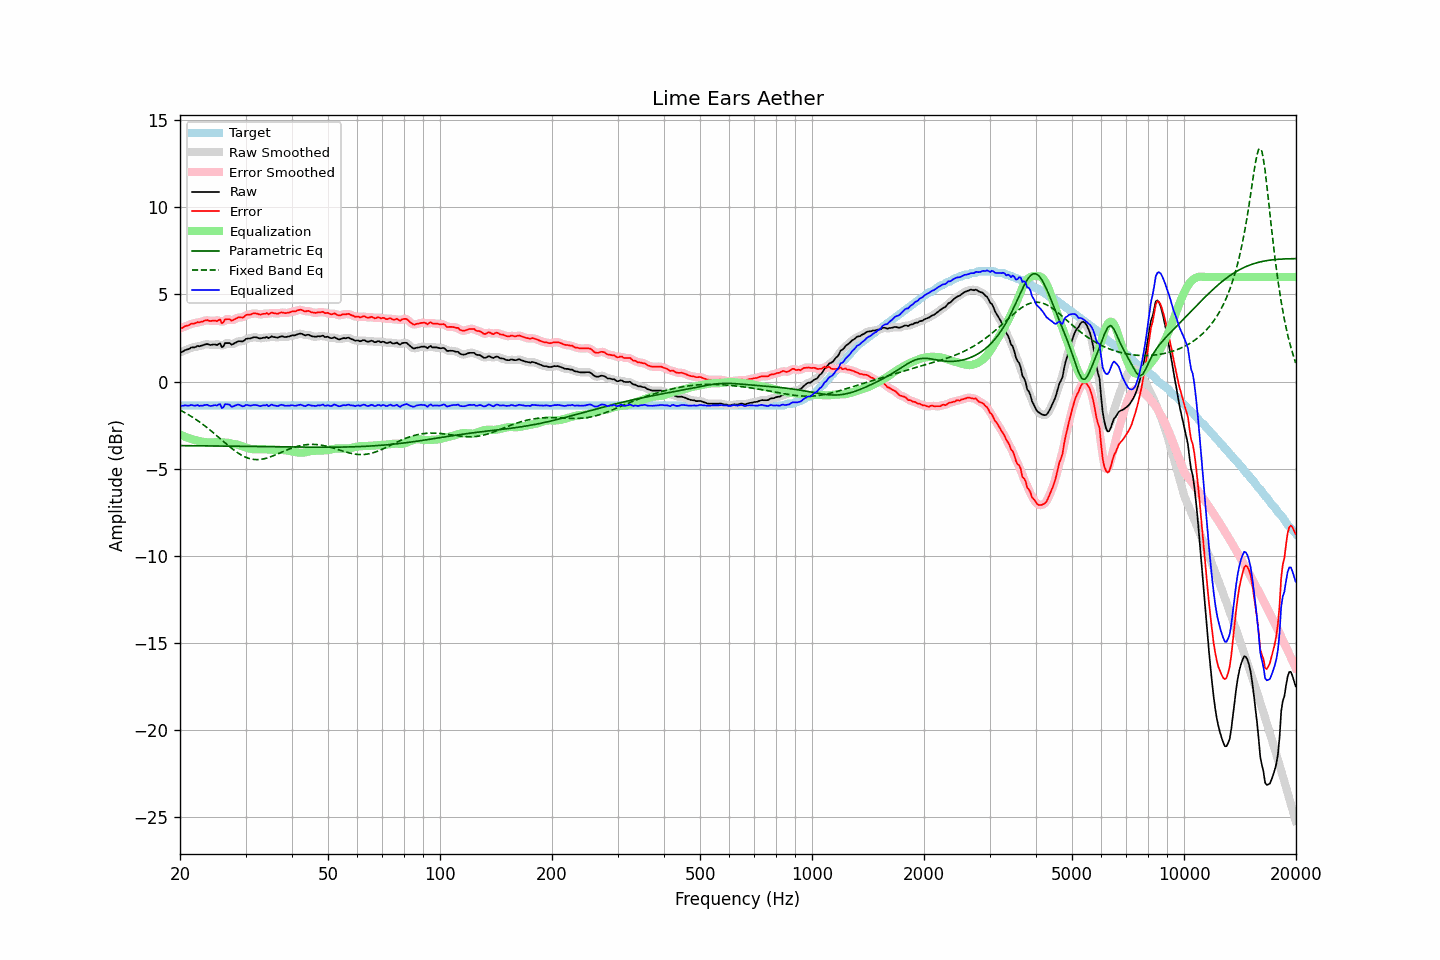 Lime Ears Aether
Target
Raw Smoothed
Error Smoothed
Raw
Error
Equalization
Parametric Eq
Fixed Band Eq
Equalized
15
10
5
0
−5
−10
−15
−20
−25
Amplitude (dBr)
20 50 100 200 500 1000 2000 5000 10000 20000
Frequency (Hz)